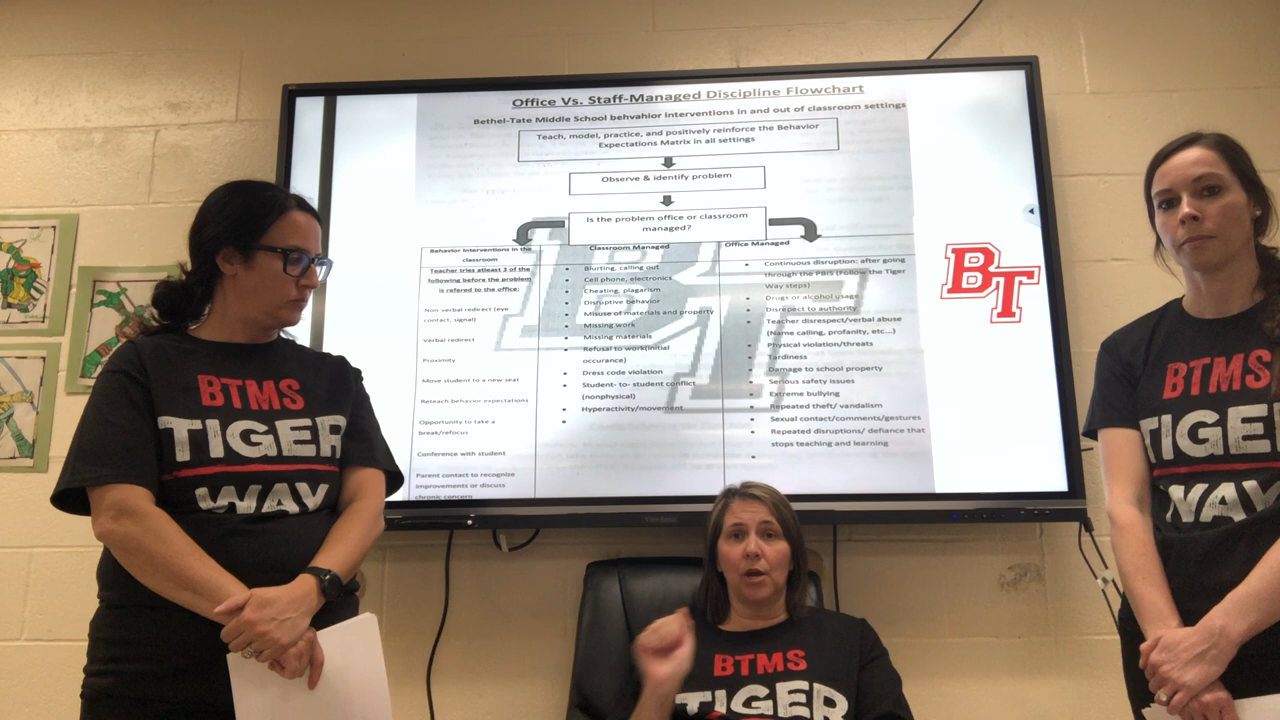 Office Vs. Staff-Managed Discipline Flowchart
Bethel-Tate Middle School behvahior interventions in and out of classroom settings
Teach, model, practice, and positively reinforce the Behavior
Expectations Matrix in all settings
Observe & identify problem
Is the problem office or classroom
managed?
Behavior Interventions in the
classroom
Teacher tries atleast 3 of the
following before the problem
is refered to the office:
Non-verbal redirect (eye
contact, signal)
Verbal redirect
Proximity
Move student to a new seat
Reteach behavior expectations
Opportunity to take a
break/refocus
Conference with student
Parent contact to recognize
improvements or discuss
chronic concern
Classroom Managed
Blurting, calling out
Cell phone, electronics
Cheating, plagarism
Disruptive behavior
Misuse of materials and property
Missing work
Missing materials
Refusal to work(initial
occurance)
Dress code violation
Student- to- student conflict
(nonphysical)
Hyperactivity/movement
Office Managed
Continuous disruption: after going
through the PBIS (Follow the Tiger
Way steps)
Drugs or alcohol usage
Disrepect to authority
Teacher disrespect/verbal abuse
(Name calling, profanity, etc...)
Physical violation/threats
Tardiness
Damage to school property
Serious safety issues
Extreme bullying
Repeated theft/ vandalism
Sexual contact/comments/gestures
Repeated disruptions/ defiance that
stops teaching and learning
BT
BT
BTMS
TIGER
WAY
BTMS
TIGER
BTMS
TIGE
WAY